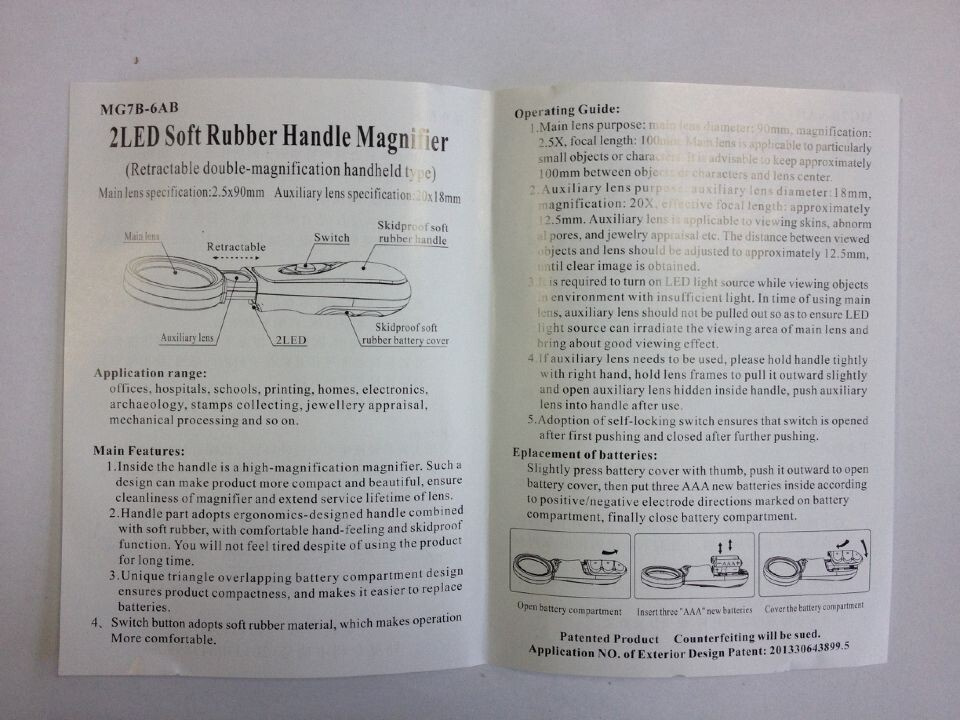 MG7B-6AB
2LED Soft Rubber Handle Magnifier
(Retractable double-magnification handheld type)
Main lens specification:2.5x90mm Auxiliary lens specification:20x18mm
Main lens
Retractable
Switch
Skidproof soft
rubber handle
Auxiliary lens
2LED
Skidproof soft
rubber battery cover
Application range:
offices, hospitals, schools, printing, homes, electronics,
archaeology, stamps collecting, jewellery appraisal,
mechanical processing and so on.
Main Features:
1.Inside the handle is a high-magnification magnifier. Such a
design can make product more compact and beautiful, ensure
cleanliness of magnifier and extend service lifetime of lens.
2.Handle part adopts ergonomics-designed handle combined
with soft rubber, with comfortable hand-feeling and skidproof
function. You will not feel tired despite of using the product
for long time.
3.Unique triangle overlapping battery compartment design
ensures product compactness, and makes it easier to replace
batteries.
4、Switch button adopts soft rubber material, which makes operation
More comfortable.
Operating Guide:
1.Main lens purpose: main lens diameter: 90mm, magnification:
2.5X, focal length: 100mm. Main lens is applicable to particularly
small objects or characters. It is advisable to keep approximately
100mm between objects or characters and lens center.
2.Auxiliary lens purpose: auxiliary lens diameter:18mm,
magnification: 20X, effective focal length: approximately
12.5mm. Auxiliary lens is applicable to viewing skins, abnorm
al pores, and jewelry appraisal etc. The distance between viewed
objects and lens should be adjusted to approximately 12.5mm,
until clear image is obtained.
3.It is required to turn on LED light source while viewing objects
in environment with insufficient light. In time of using main
lens, auxiliary lens should not be pulled out so as to ensure LED
light source can irradiate the viewing area of main lens and
bring about good viewing effect.
4.If auxiliary lens needs to be used, please hold handle tightly
with right hand, hold lens frames to pull it outward slightly
and open auxiliary lens hidden inside handle, push auxiliary
lens into handle after use.
5.Adoption of self-locking switch ensures that switch is opened
after first pushing and closed after further pushing.
Eplacement of batteries:
Slightly press battery cover with thumb, push it outward to open
battery cover, then put three AAA new batteries inside according
to positive/negative electrode directions marked on battery
compartment, finally close battery compartment.
-AAA+
Open battery compartment
Insert three "AAA" new batteries
Cover the battery compartment
Patented Product Counterfeiting will be sued.
Application NO. of Exterior Design Patent: 201330643899.5